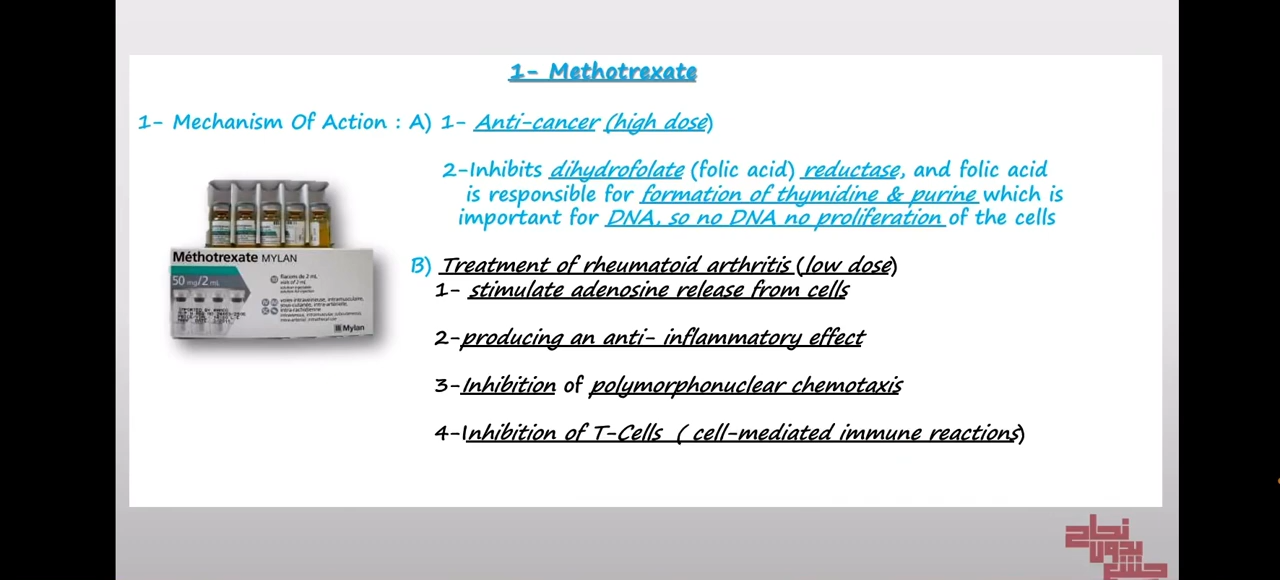 1- Methotrexate
1- Mechanism Of Action : A) 1- Anti-cancer (high dose)
2-Inhibits dihydrofolate (folic acid) reductase, and folic acid
is responsible for formation of thymidine & purine which is
important for DNA, so no DNA no proliferation of the cells
Méthotrexate MYLAN
50 mg/2 mL
Mylan
B) Treatment of rheumatoid arthritis (low dose)
1- stimulate adenosine release from cells
2-producing an anti- inflammatory effect
3-Inhibition of polymorphonuclear chemotaxis
4-Inhibition of T-Cells ( cell-mediated immune reactions)
نجاح
بدون